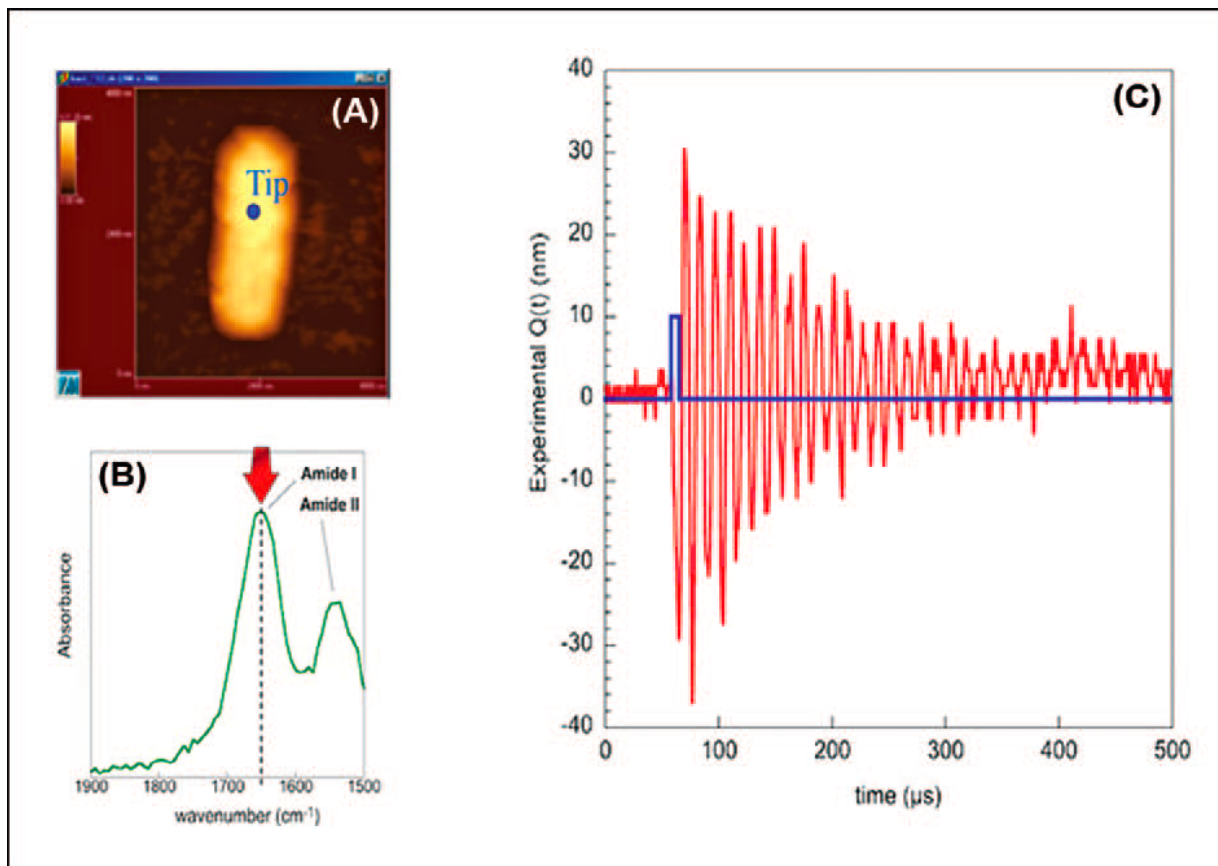 (A)
Tip
(B)
Amide I
Amide II
Absorbance
1900 1800 1700 1600 1500
wavenumber (cm-1)
(C)
Experimental Q(t) (nm)
40
30
20
10
0
-10
-20
-30
-40
0 100 200 300 400 500
time (µs)